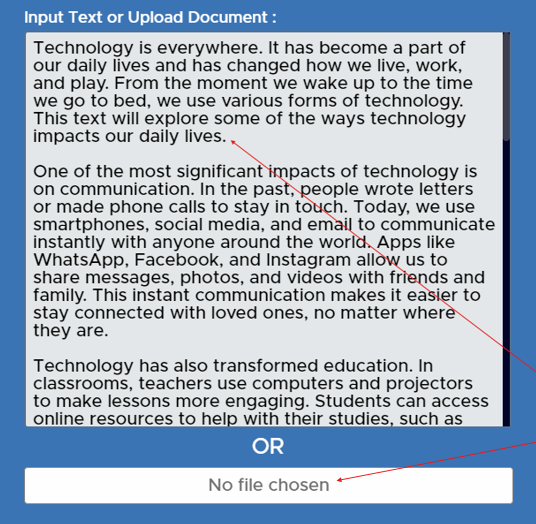 Input Text or Upload Document :
Technology is everywhere. It has become a part of
our daily lives and has changed how we live, work,
and play. From the moment we wake up to the time
we go to bed, we use various forms of technology.
This text will explore some of the ways technology
impacts our daily lives.
One of the most significant impacts of technology is
on communication. In the past, people wrote letters
or made phone calls to stay in touch. Today, we use
smartphones, social media, and email to communicate
instantly with anyone around the world. Apps like
WhatsApp, Facebook, and Instagram allow us to
share messages, photos, and videos with friends and
family. This instant communication makes it easier to
stay connected with loved ones, no matter where
they are.
Technology has also transformed education. In
classrooms, teachers use computers and projectors
to make lessons more engaging. Students can access
online resources to help with their studies, such as
OR
No file chosen